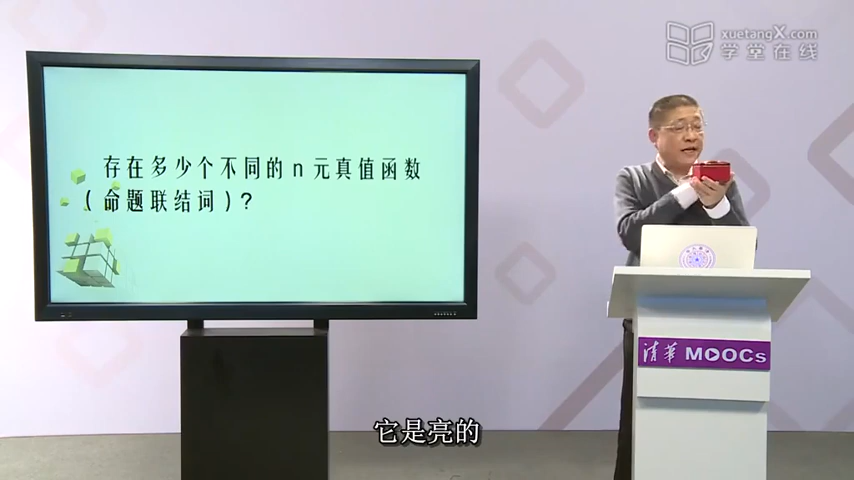 xuetangX.com
学堂在线
存在多少个不同的n元真值函数
(命题联结词)?
清华 MOOCs
它是亮的